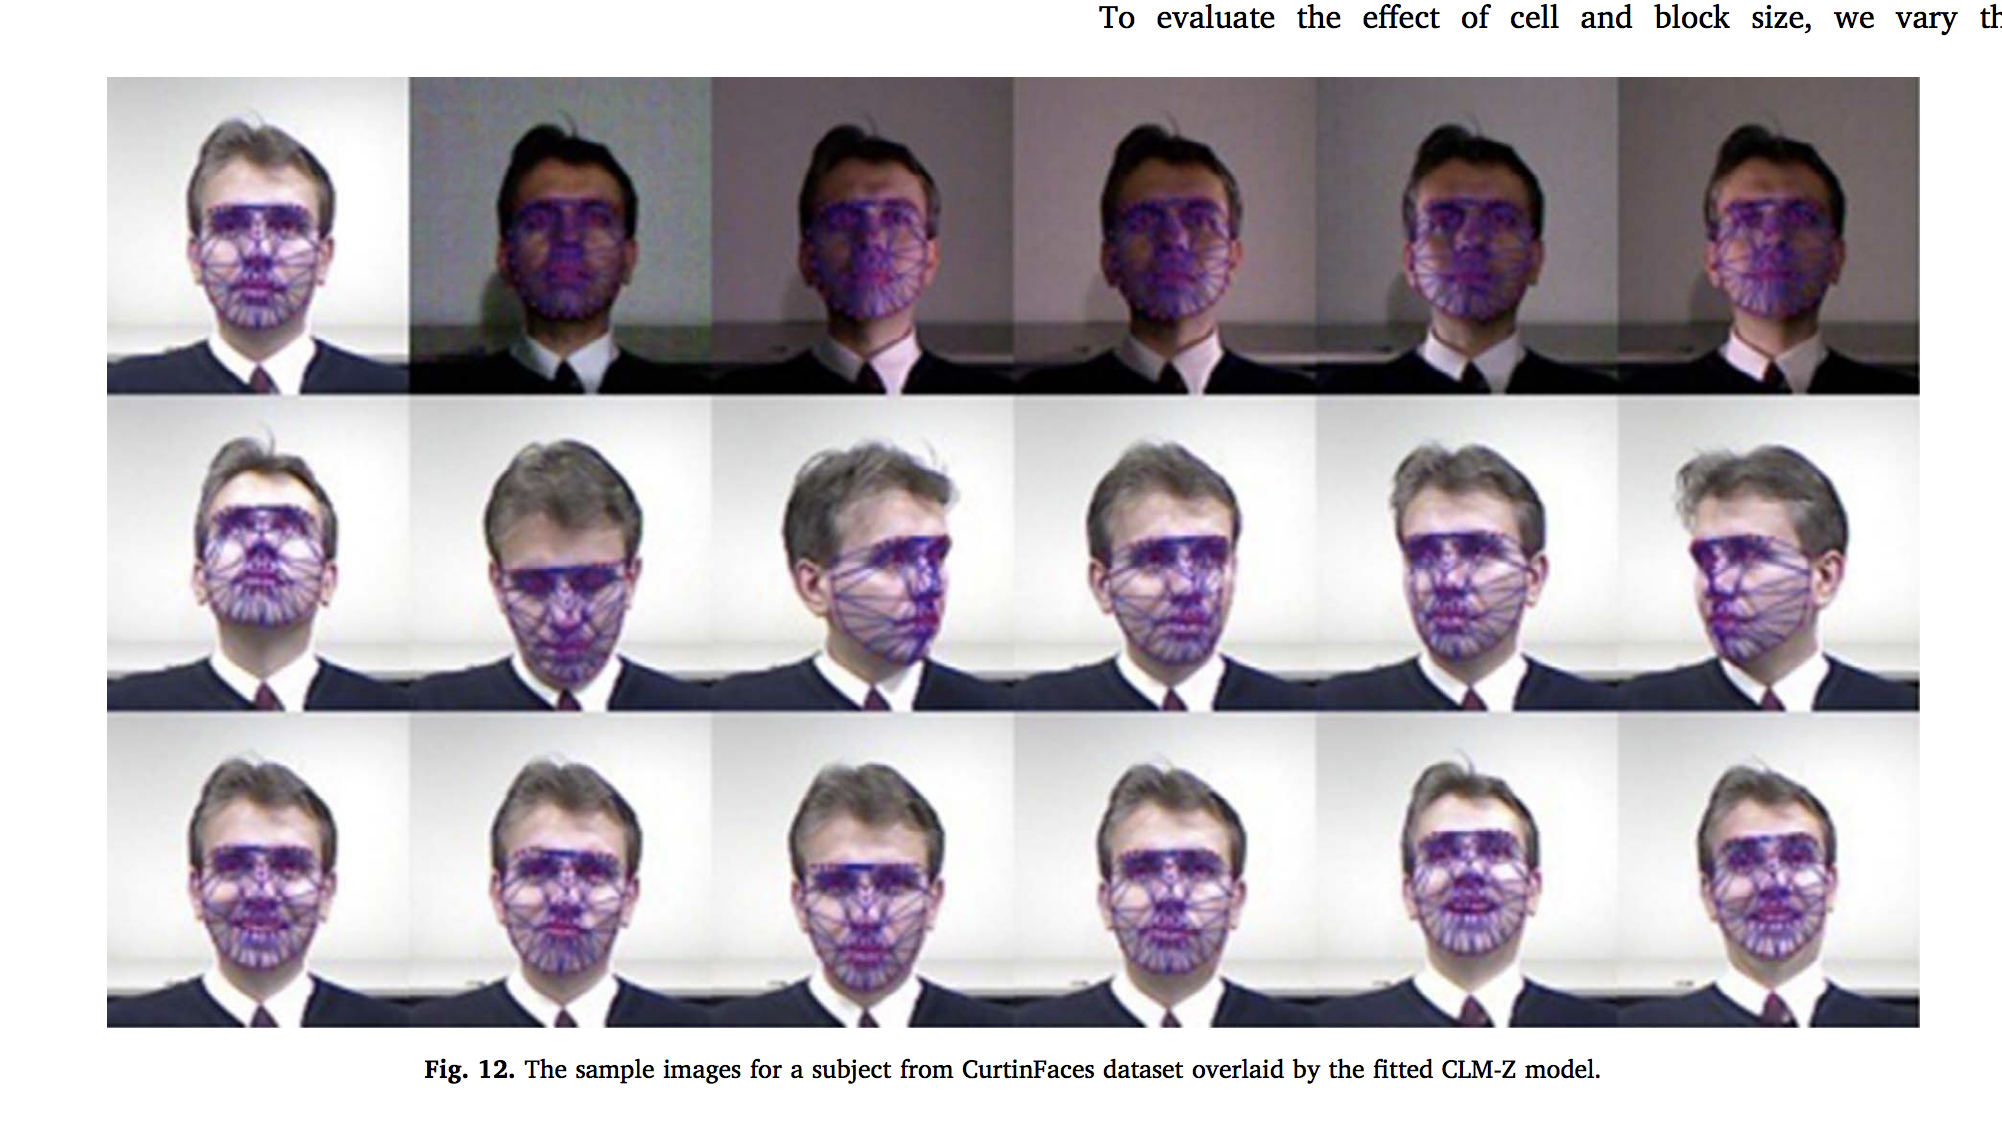 To evaluate the effect of cell and block size, we vary th
Fig. 12. The sample images for a subject from CurtinFaces dataset overlaid by the fitted CLM-Z model.